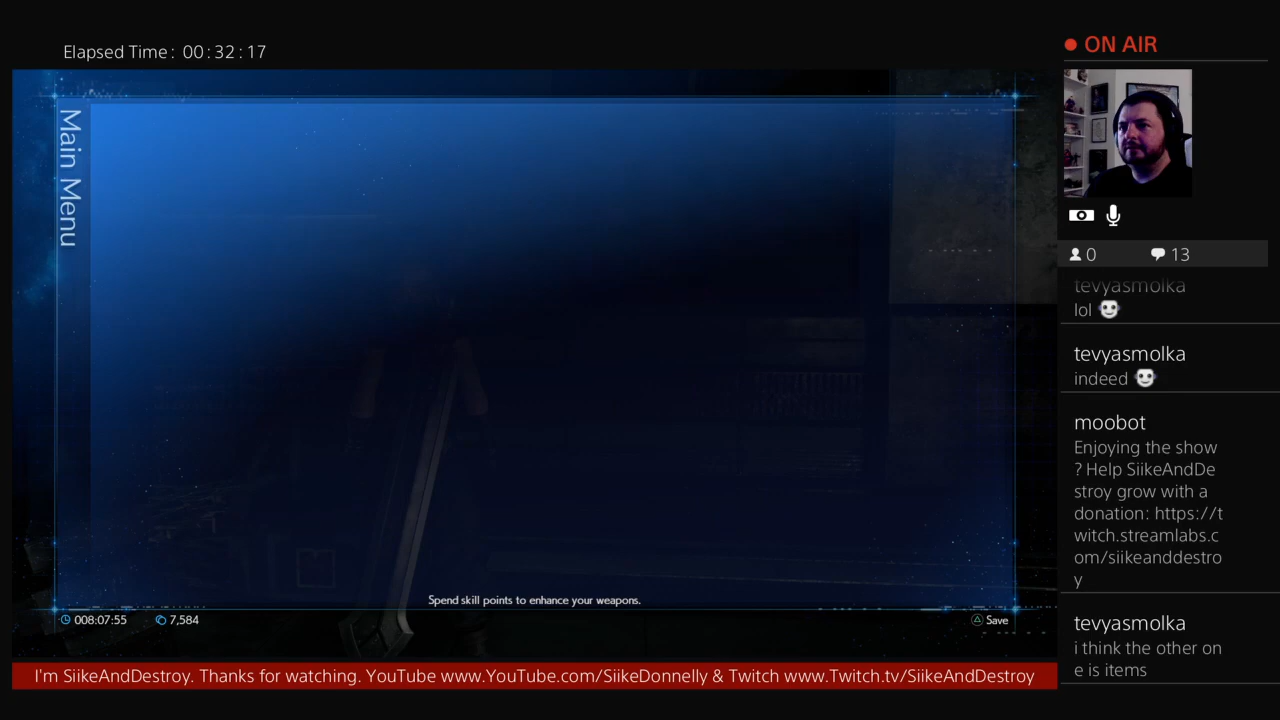 Elapsed Time: 00:32:17
ON AIR
Main Menu
0 13
tevyasmolka
lol
tevyasmolka
indeed
moobot
Enjoying the show
? Help SiikeAndDe
stroy grow with a
donation: https://t
witch.streamlabs.c
om/siikeanddestro
y
tevyasmolka
i think the other on
e is items
Spend skill points to enhance your weapons.
008:07:55 7,584 Save
I'm SiikeAndDestroy. Thanks for watching. YouTube www.YouTube.com/SiikeDonnelly & Twitch www.Twitch.tv/SiikeAndDestroy